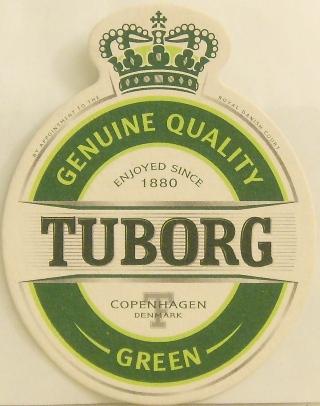 BY APPOINTMENT TO THE ROYAL DANISH COURT
GENUINE QUALITY
ENJOYED SINCE
1880
TUBORG
T
COPENHAGEN
DENMARK
GREEN